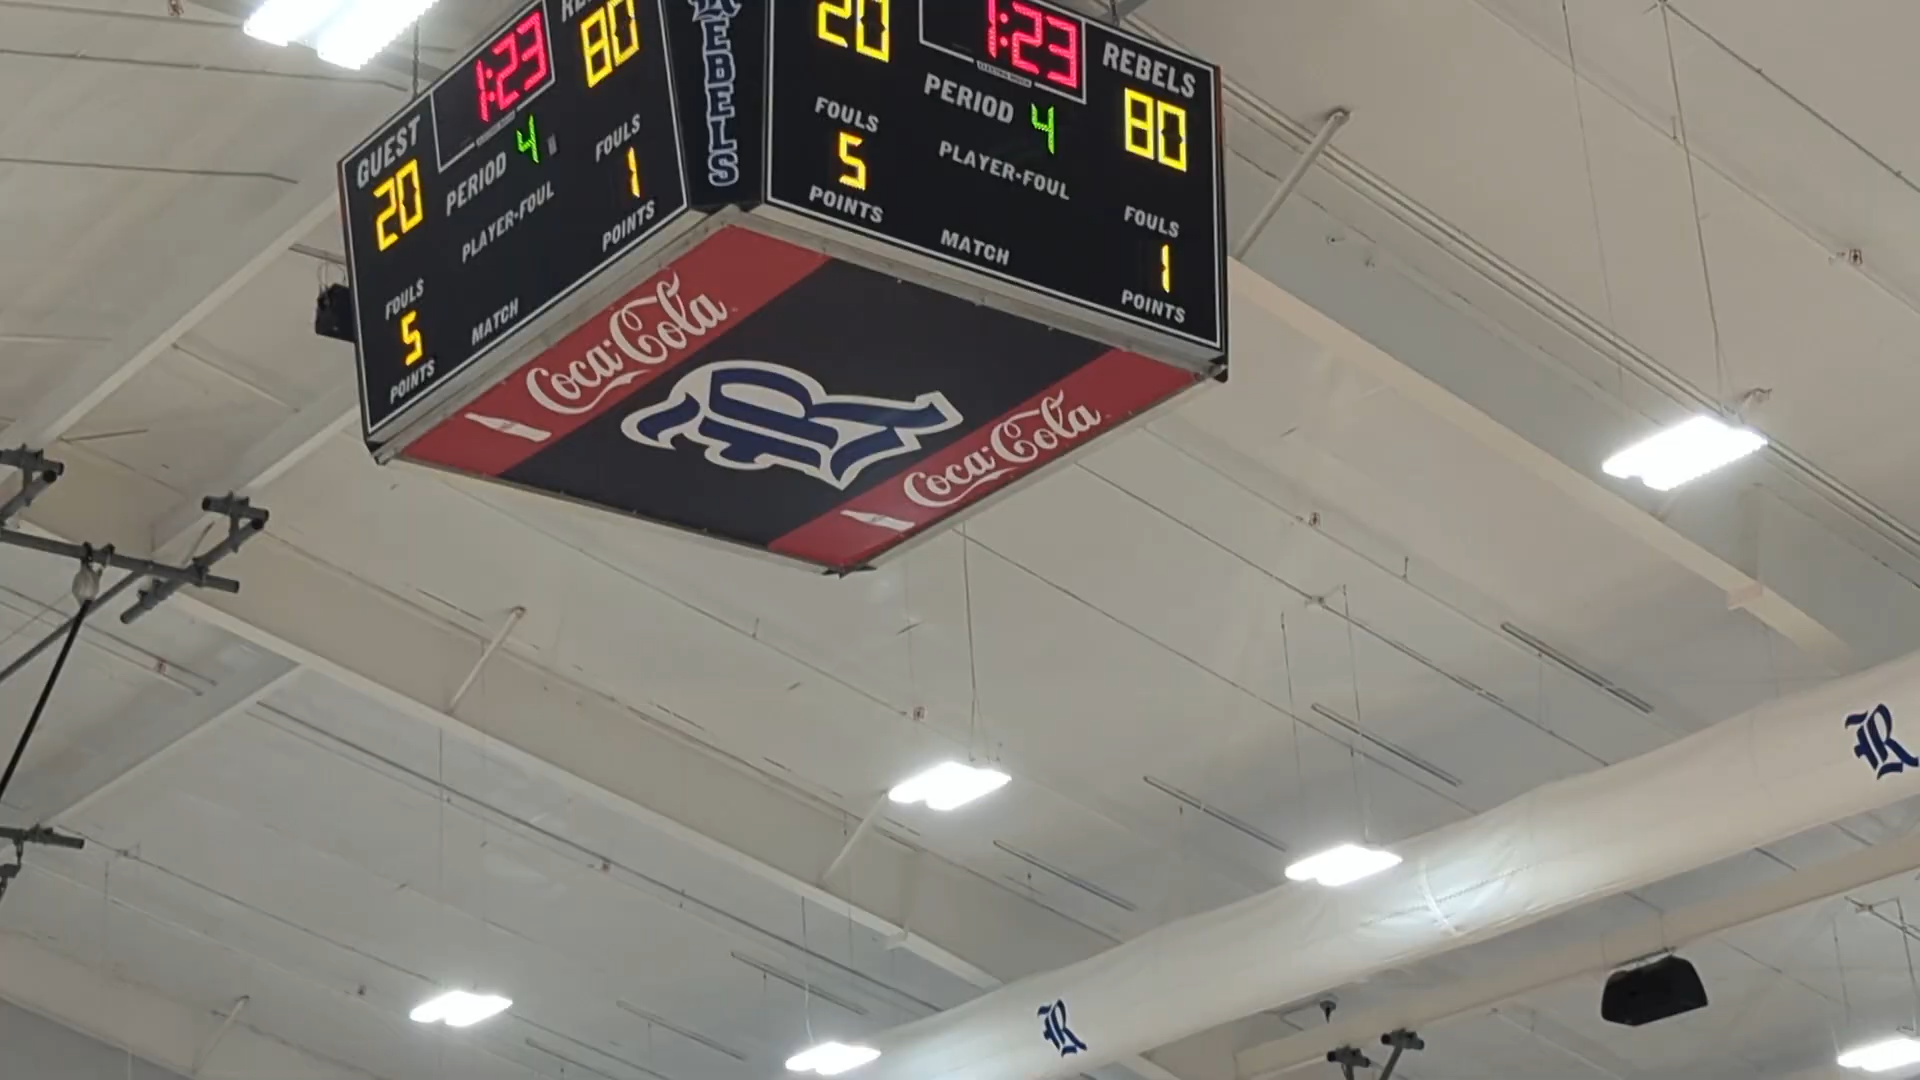 GUEST
20
1:23
80
PERIOD 4
PLAYER-FOUL
FOULS
1
POINTS
FOULS
5
POINTS
MATCH
REBELS
20
1:23
REBELS
80
PERIOD 4
FOULS
5
POINTS
PLAYER-FOUL
MATCH
FOULS
1
POINTS
Coca-Cola
R
Coca-Cola
R
R